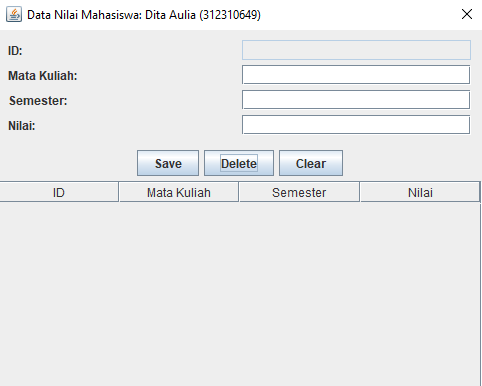 Data Nilai Mahasiswa: Dita Aulia (312310649)
ID:
Mata Kuliah:
Semester:
Nilai:
Save Delete Clear
ID Mata Kuliah Semester Nilai